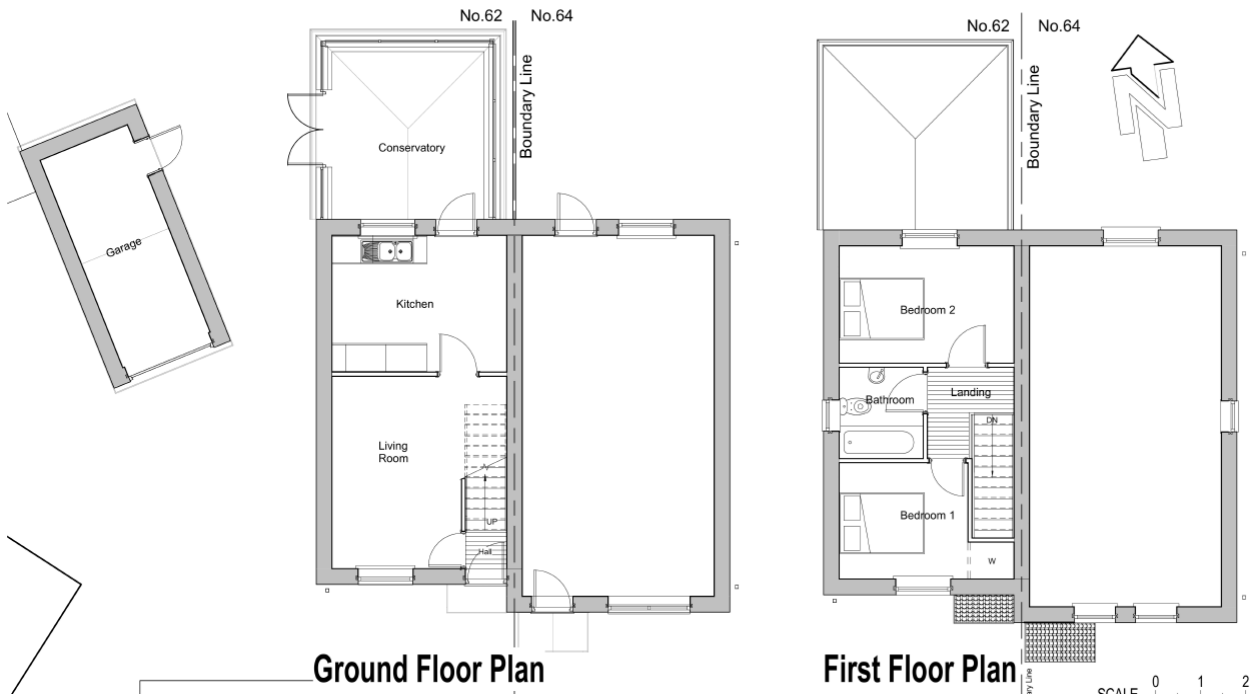 No.62 No.64
Boundary Line
Conservatory
Garage
Kitchen
Living
Room
UP
Hall
Ground Floor Plan
No.62 No.64
Boundary Line
N
Bedroom 2
Bathroom
Landing
DN
Bedroom 1
W
First Floor Plan
Line
SCALE 0 1 2